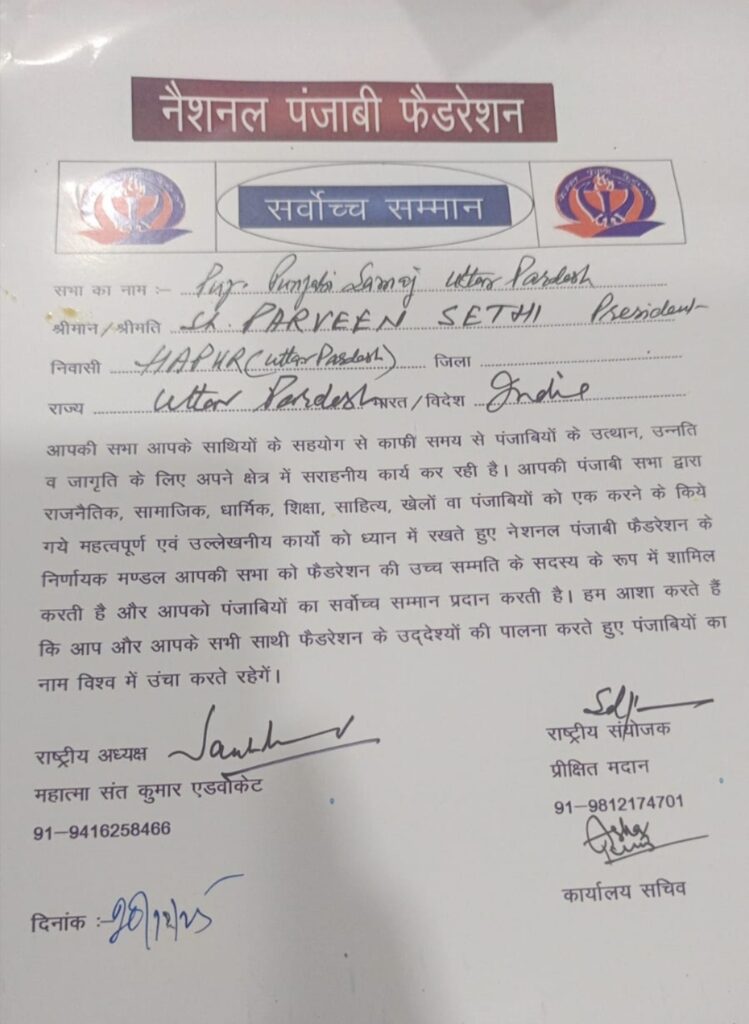 नैशनल पंजाबी फैडरेशन
सर्वोच्च सम्मान
सभा का नाम :- Punjabi Samaj Uttar Pardesh
श्रीमान/श्रीमति Sh. PARVEEN SETHI President
निवासी HAPUR (Uttar Pardesh) जिला
राज्य Uttar Pardesh भारत/विदेश India
आपकी सभा आपके साथियों के सहयोग से काफी समय से पंजाबियों के उत्थान, उन्नति
व जागृति के लिए अपने क्षेत्र में सराहनीय कार्य कर रही है। आपकी पंजाबी सभा द्वारा
राजनैतिक, सामाजिक, धार्मिक, शिक्षा, साहित्य, खेलों वा पंजाबियों को एक करने के किये
गये महत्वपूर्ण एवं उल्लेखनीय कार्यो को ध्यान में रखते हुए नेशनल पंजाबी फैडरेशन के
निर्णायक मण्डल आपकी सभा को फैडरेशन की उच्च सम्मति के सदस्य के रूप में शामिल
करती है और आपको पंजाबियों का सर्वोच्च सम्मान प्रदान करती है। हम आशा करते हैं
कि आप और आपके सभी साथी फैडरेशन के उद्देश्यों की पालना करते हुए पंजाबियों का
नाम विश्व में उंचा करते रहेगें।
राष्ट्रीय अध्यक्ष
महात्मा संत कुमार एडवोकेट
91-9416258466
Sd/-
राष्ट्रीय संयोजक
प्रीक्षित मदान
91-9812174701
कार्यालय सचिव
दिनांक :-